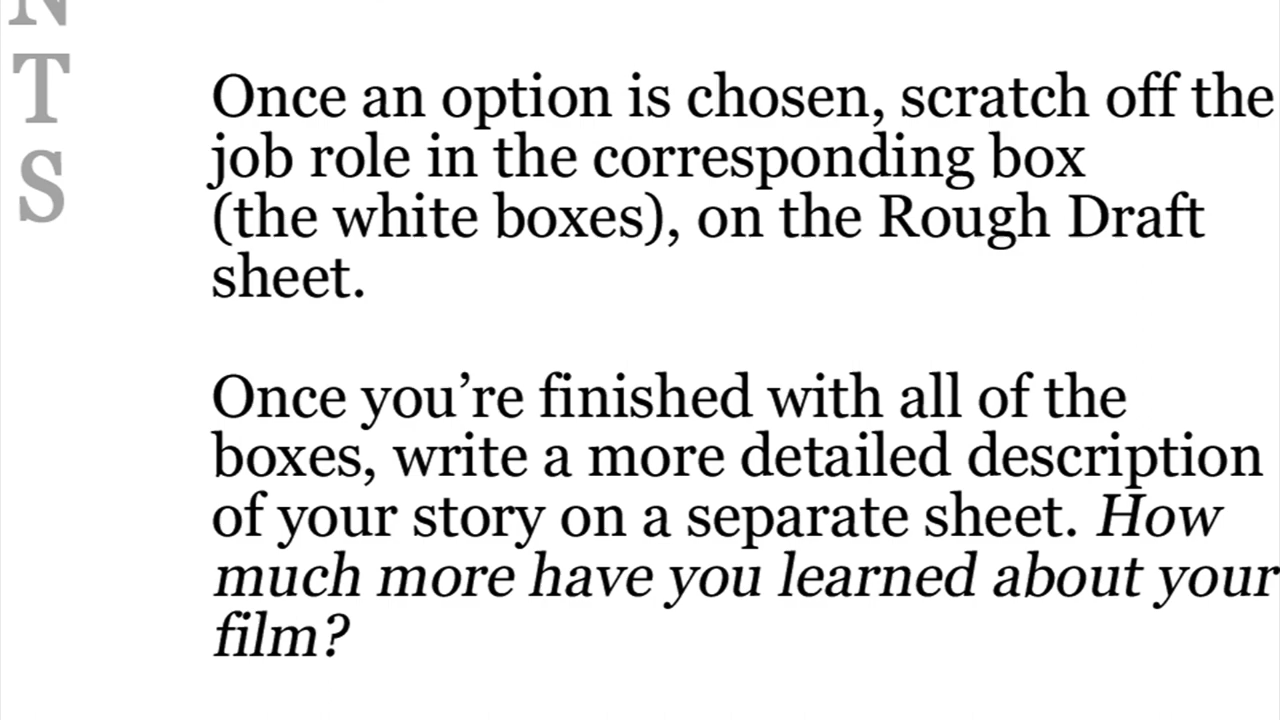 N
T
S
Once an option is chosen, scratch off the
job role in the corresponding box
(the white boxes), on the Rough Draft
sheet.
Once you’re finished with all of the
boxes, write a more detailed description
of your story on a separate sheet. How
much more have you learned about your
film?